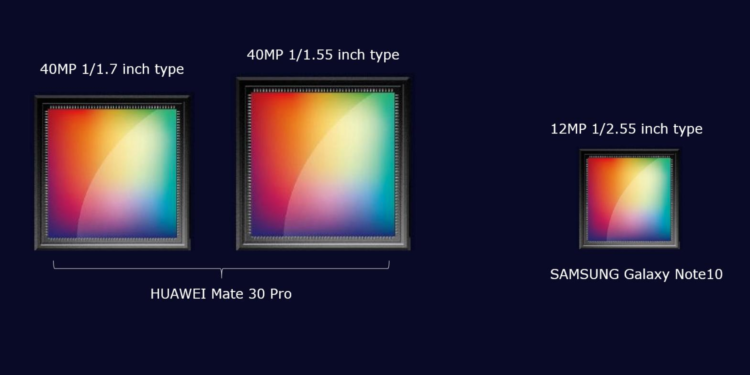 40MP 1/1.7 inch type
40MP 1/1.55 inch type
12MP 1/2.55 inch type
HUAWEI Mate 30 Pro
SAMSUNG Galaxy Note10